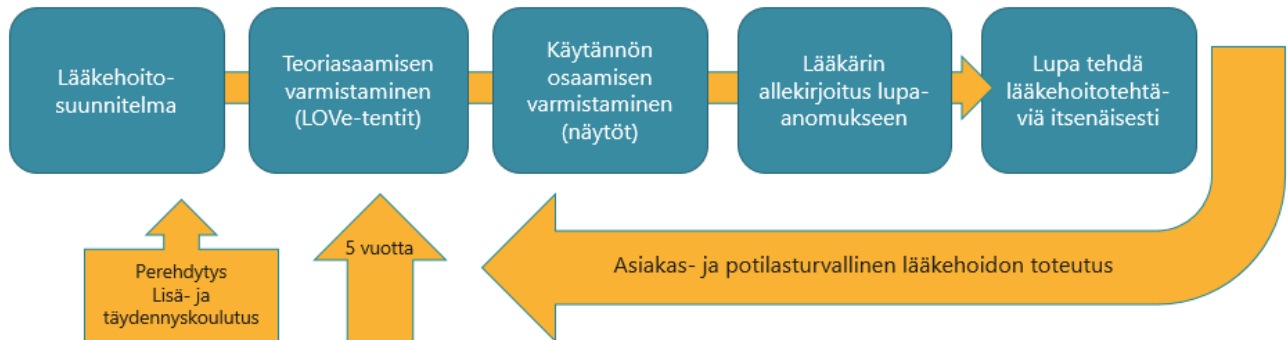 Lääkehoito-
suunnitelma
Teoriasaamisen
varmistaminen
(LOVe-tentit)
Käytännön
osaamisen
varmistaminen
(näytöt)
Lääkärin
allekirjoitus lupa-
anomukseen
Lupa tehdä
lääkehoitotehtä-
viä itsenäisesti
Perehdytys
Lisä- ja
täydennyskoulutus
5 vuotta
Asiakas- ja potilasturvallinen lääkehoidon toteutus